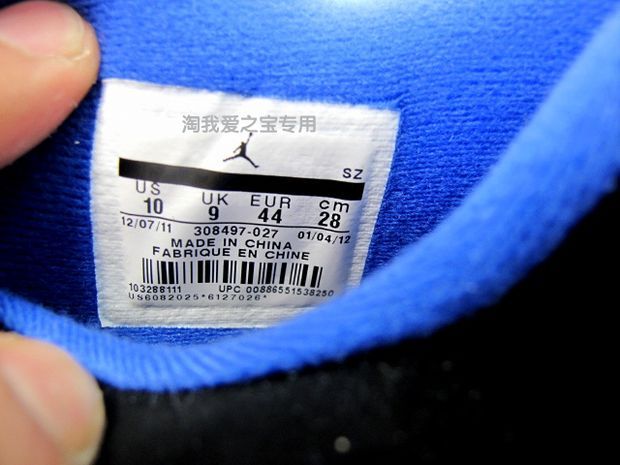 淘我爱之宝专用
SZ
US UK EUR cm
10 9 44 28
12/07/11 308497-027 01/04/12
MADE IN CHINA
FABRIQUE EN CHINE
103288111 UPC 00886551538250
US6082025*6127026*